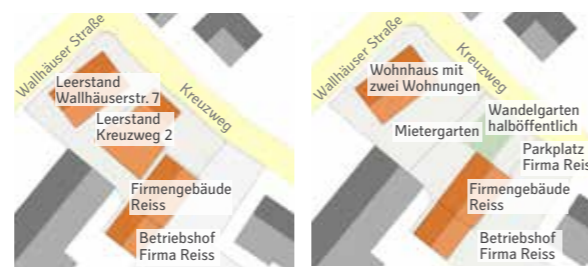 Wallhäuser Straße
Kreuzweg
Leerstand
Wallhäuserstr. 7
Leerstand
Kreuzweg 2
Firmengebäude
Reiss
Betriebshof
Firma Reiss
Wallhäuser Straße
Kreuzweg
Wohnhaus mit
zwei Wohnungen
Wandelgarten
halböffentlich
Mietergarten
Parkplatz
Firma Reis
Firmengebäude
Reiss
Betriebshof
Firma Reiss